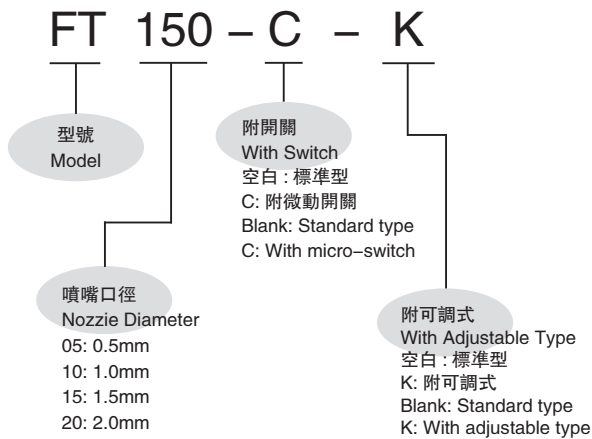 FT 150 – C – K
型號
Model
附開關
With Switch
空白 : 標準型
C: 附微動開關
Blank: Standard type
C: With micro–switch
噴嘴口徑
Nozzie Diameter
05: 0.5mm
10: 1.0mm
15: 1.5mm
20: 2.0mm
附可調式
With Adjustable Type
空白 : 標準型
K: 附可調式
Blank: Standard type
K: With adjustable type